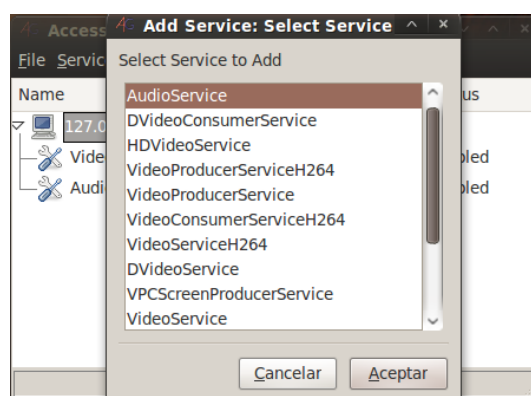 Access
Add Service: Select Service
File Servic
Select Service to Add
Name
us
127.0
Vide
bled
Audi
bled
AudioService
DVideoConsumerService
HDVideoService
VideoProducerServiceH264
VideoProducerService
VideoConsumerServiceH264
VideoServiceH264
DVideoService
VPCScreenProducerService
VideoService
Cancelar
Aceptar